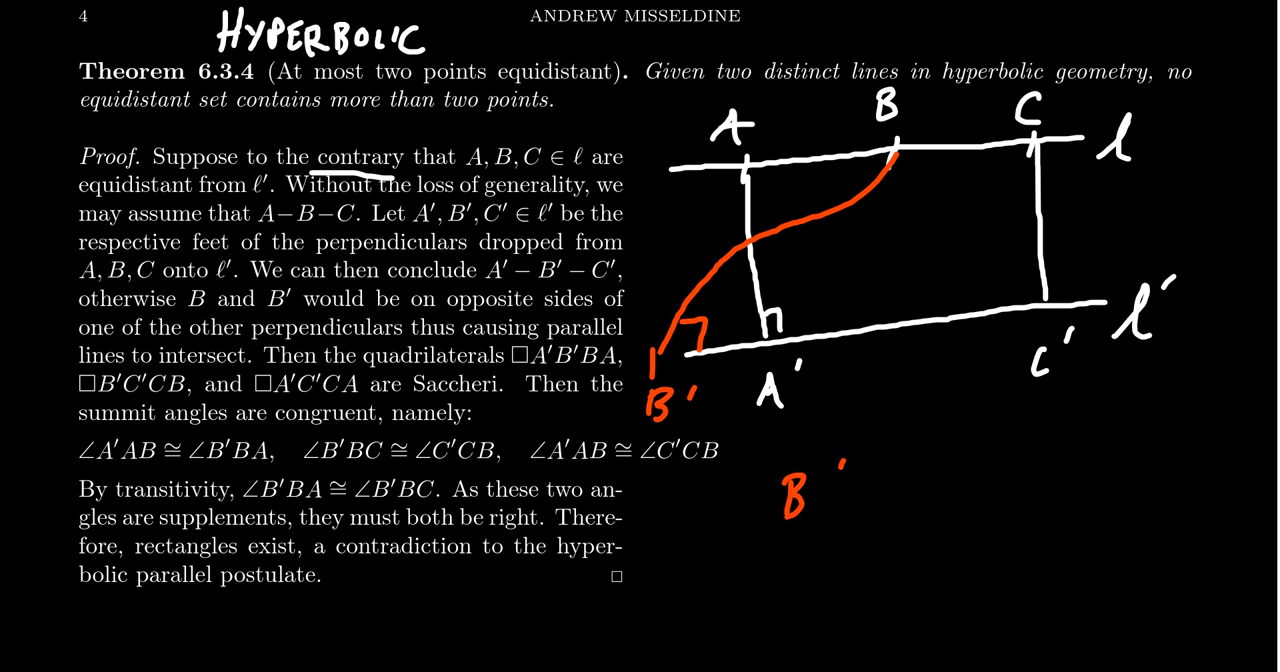 4 ANDREW MISSELDINE
HYPERBOLIC
Theorem 6.3.4 (At most two points equidistant). Given two distinct lines in hyperbolic geometry, no
equidistant set contains more than two points.
Proof. Suppose to the contrary that A, B, C ∈ ℓ are
equidistant from ℓ′. Without the loss of generality, we
may assume that A−B−C. Let A′, B′, C′ ∈ ℓ′ be the
respective feet of the perpendiculars dropped from
A, B, C onto ℓ′. We can then conclude A′ − B′ − C′,
otherwise B and B′ would be on opposite sides of
one of the other perpendiculars thus causing parallel
lines to intersect. Then the quadrilaterals □A′B′BA,
□B′C′CB, and □A′C′CA are Saccheri. Then the
summit angles are congruent, namely:
∠A′AB ≅ ∠B′BA, ∠B′BC ≅ ∠C′CB, ∠A′AB ≅ ∠C′CB
By transitivity, ∠B′BA ≅ ∠B′BC. As these two an-
gles are supplements, they must both be right. There-
fore, rectangles exist, a contradiction to the hyper-
bolic parallel postulate. □
A B C ℓ
ℓ′
B′ A′ C′
B′